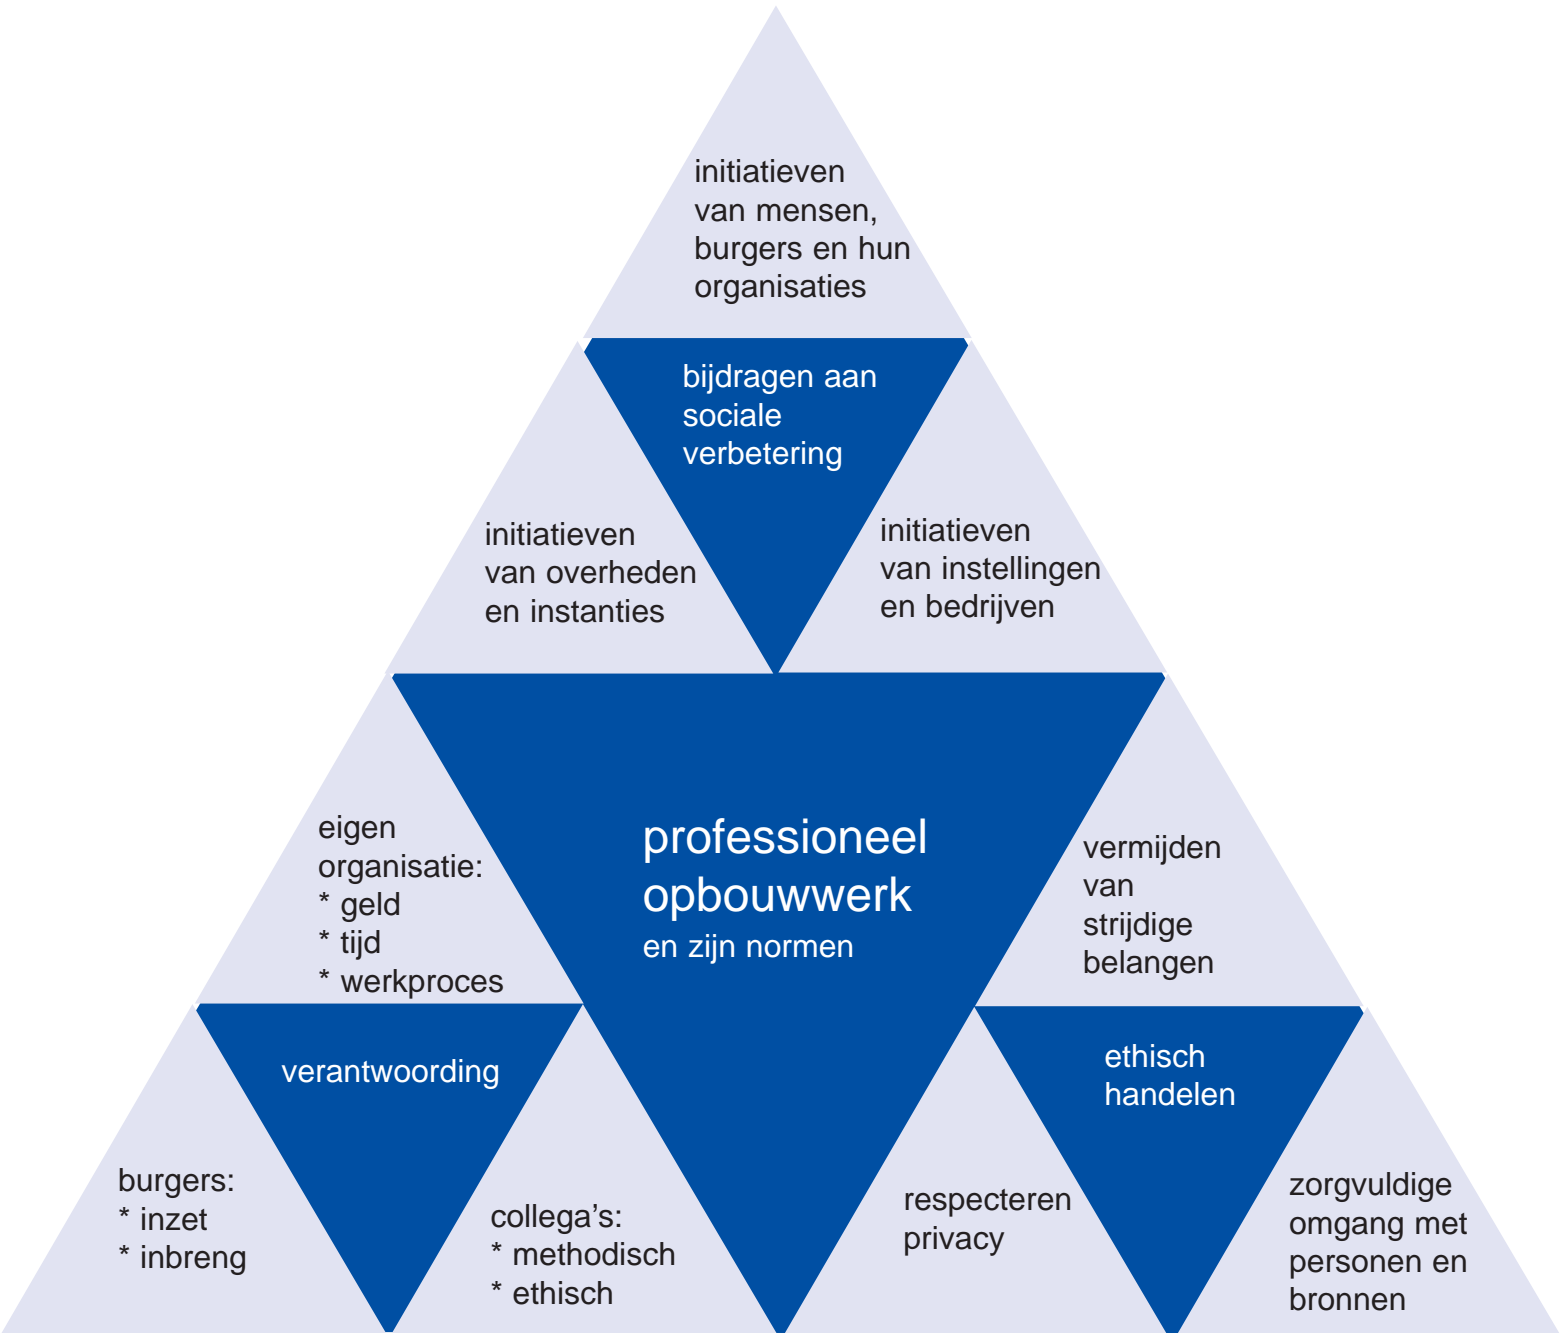 initiatieven
van mensen,
burgers en hun
organisaties
bijdragen aan
sociale
verbetering
initiatieven
van overheden
en instanties
initiatieven
van instellingen
en bedrijven
eigen
organisatie:
* geld
* tijd
* werkproces
professioneel
opbouwwerk
en zijn normen
vermijden
van
strijdige
belangen
verantwoording
ethisch
handelen
burgers:
* inzet
* inbreng
collega's:
* methodisch
* ethisch
respecteren
privacy
zorgvuldige
omgang met
personen en
bronnen